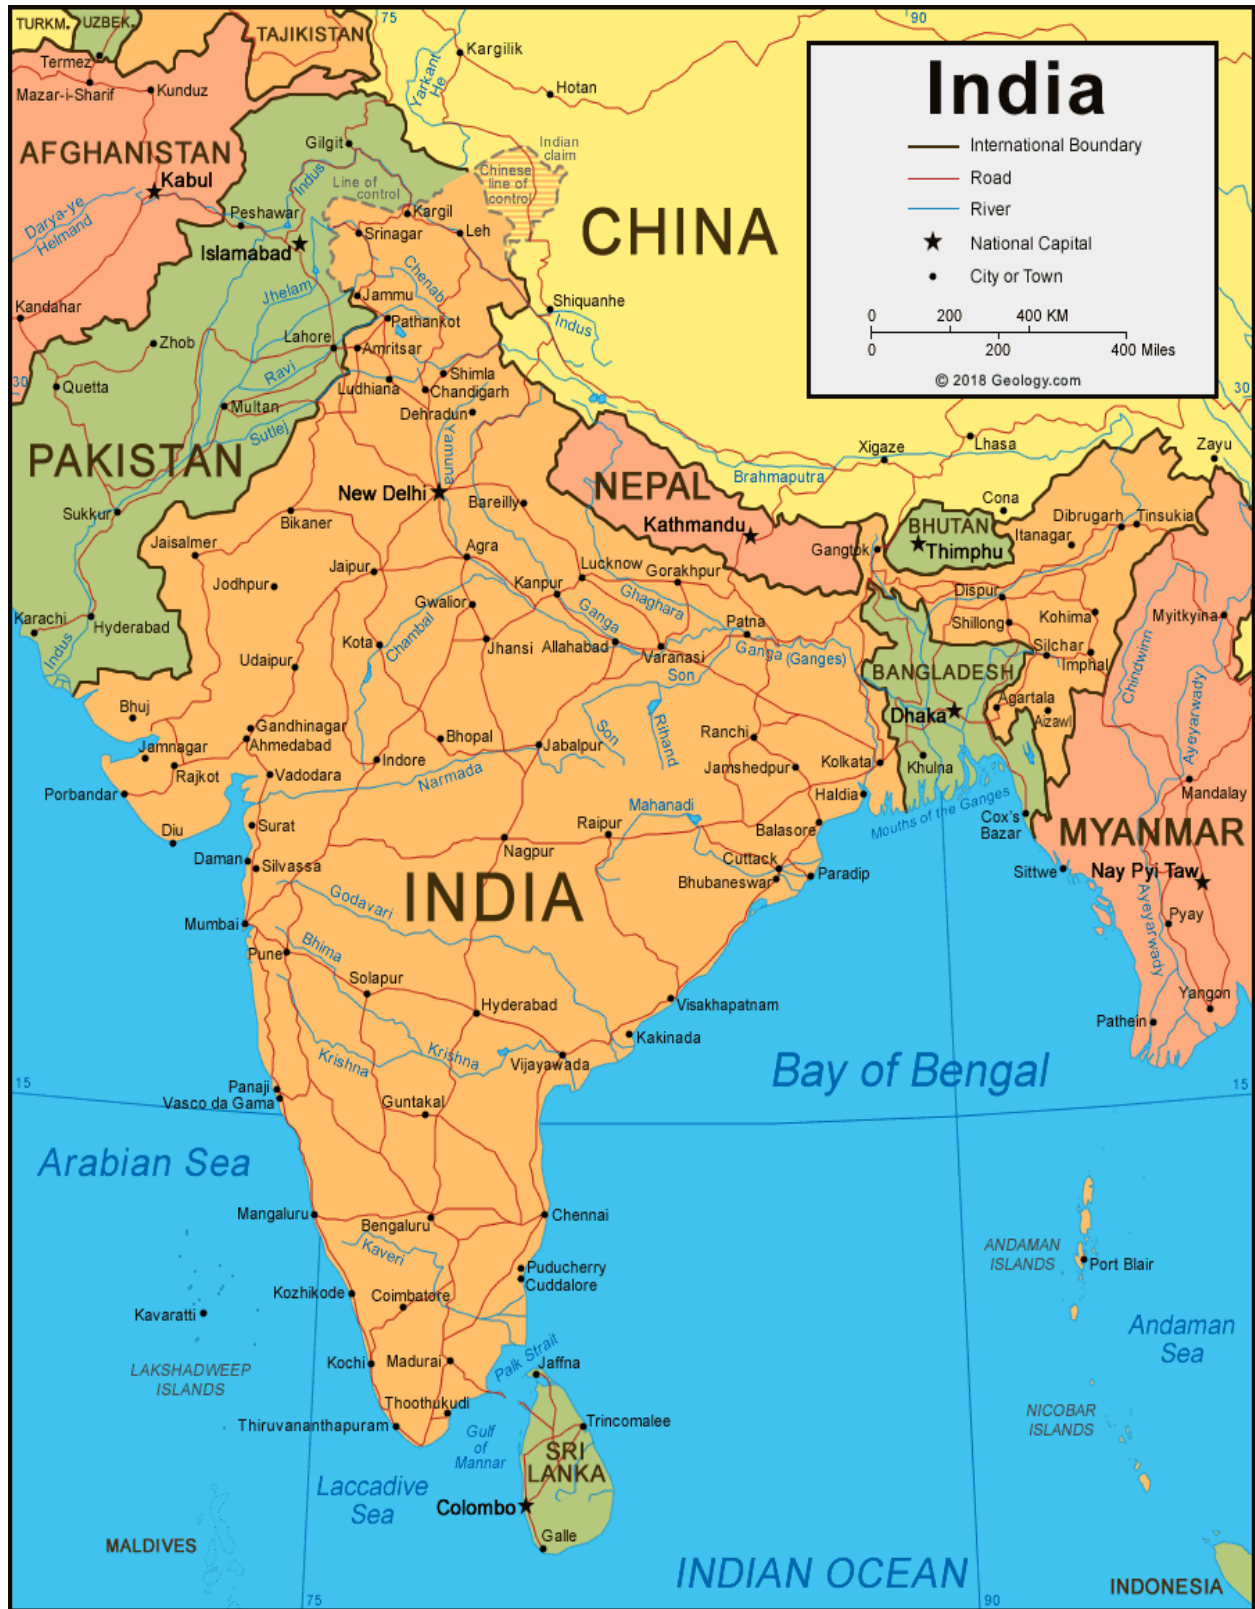 TURKM.
UZBEK.
TAJIKISTAN
75
90
Kargilik
Yarkant
He
Hotan
Termez
Mazar-i-Sharif
Kunduz
India
International Boundary
Road
River
National Capital
City or Town
0
200
400 KM
0
200
400 Miles
© 2018 Geology.com
AFGHANISTAN
Kabul
Gilgit
Indus
Line of
control
Indian
claim
Chinese
line of
control
CHINA
Darya-ye
Helmand
Peshawar
Islamabad
Kargil
Srinagar
Leh
Chenab
Jhelam
Jammu
Pathankot
Shiquanhe
Indus
Kandahar
Zhob
Lahore
Amritsar
Ravi
30
30
Quetta
Ludhiana
Shimla
Chandigarh
Multan
Dehradun
Sutlej
Yamuna
PAKISTAN
Xigaze
Lhasa
Zayu
Brahmaputra
NEPAL
Kathmandu
New Delhi
Bareilly
Cona
Sukkur
Bikaner
BHUTAN
Thimphu
Itanagar
Dibrugarh
Tinsukia
Jaisalmer
Gangtok
Agra
Jaipur
Lucknow
Gorakhpur
Jodhpur
Kanpur
Ghaghara
Dispur
Gwalior
Ganga
Karachi
Hyderabad
Indus
Kota
Chambal
Jhansi
Allahabad
Varanasi
Patna
Ganga (Ganges)
Shillong
Kohima
Myitkyina
Silchar
Imphal
Chindwinn
Udaipur
Son
BANGLADESH
Ayeyarwady
Bhuj
Gandhinagar
Ahmedabad
Dhaka
Agartala
Aizawl
Jamnagar
Rajkot
Vadodara
Indore
Bhopal
Jabalpur
Son
Rihand
Ranchi
Jamshedpur
Kolkata
Khulna
Narmada
Porbandar
Mahanadi
Haldia
Mouths of the Ganges
Mandalay
Diu
Surat
Raipur
Balasore
Cox's
Bazar
MYANMAR
Daman
Silvassa
Nagpur
Cuttack
Bhubaneswar
Paradip
Sittwe
Nay Pyi Taw
INDIA
Godavari
Ayeyarwady
Pyay
Mumbai
Pune
Bhima
Solapur
Hyderabad
Visakhapatnam
Yangon
Pathein
Kakinada
Krishna
Krishna
Vijayawada
Bay of Bengal
15
15
Panaji
Vasco da Gama
Guntakal
Arabian Sea
Mangaluru
Bengaluru
Chennai
Kaveri
ANDAMAN
ISLANDS
Port Blair
Puducherry
Cuddalore
Kozhikode
Coimbatore
Kavaratti
Andaman
Sea
LAKSHADWEEP
ISLANDS
Kochi
Madurai
Palk Strait
Jaffna
Thoothukudi
Thiruvananthapuram
Gulf
of
Mannar
Trincomalee
NICOBAR
ISLANDS
SRI
LANKA
Laccadive
Sea
Colombo
Galle
MALDIVES
INDIAN OCEAN
INDONESIA
75
90